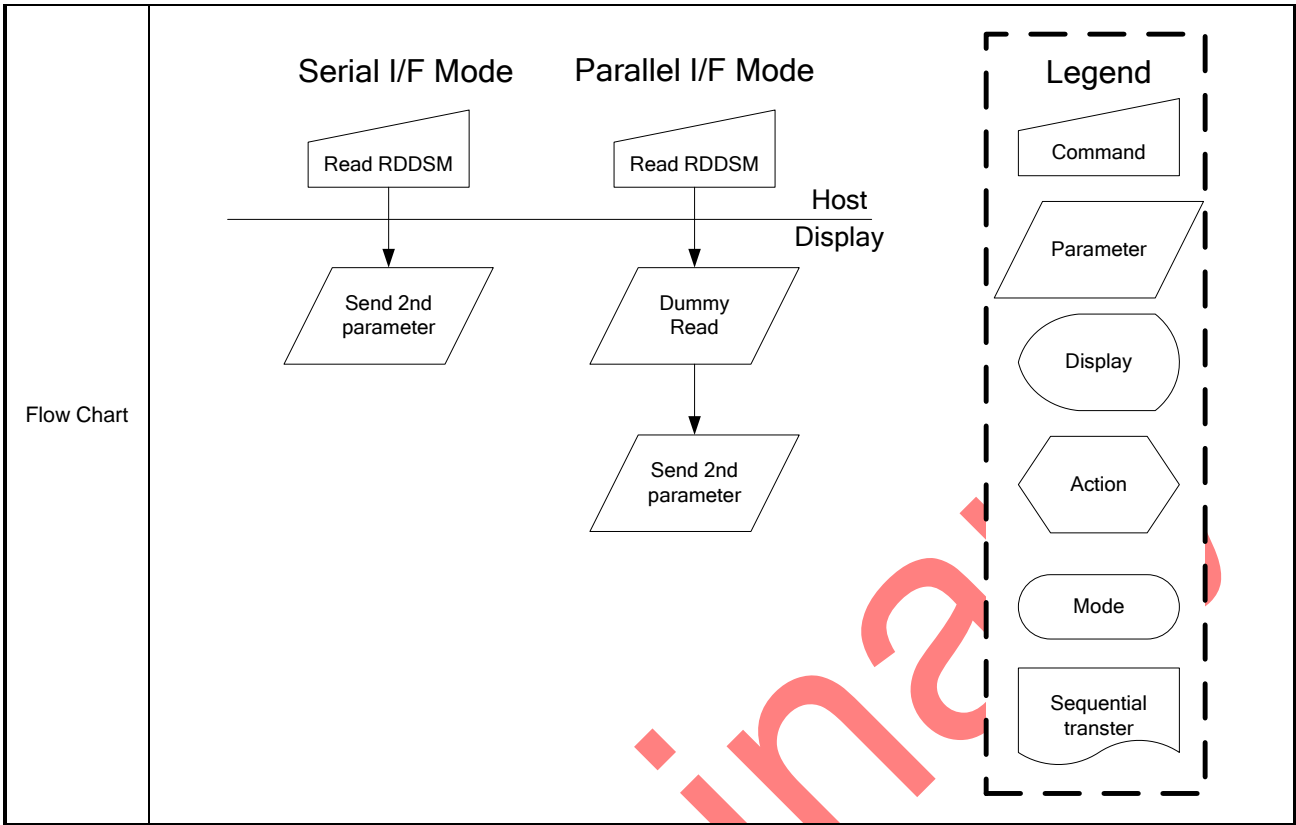 Flow Chart
Serial I/F Mode
Parallel I/F Mode
Read RDDSM
Read RDDSM
Host
Display
Send 2nd
parameter
Dummy
Read
Send 2nd
parameter
Legend
Command
Parameter
Display
Action
Mode
Sequential
transter